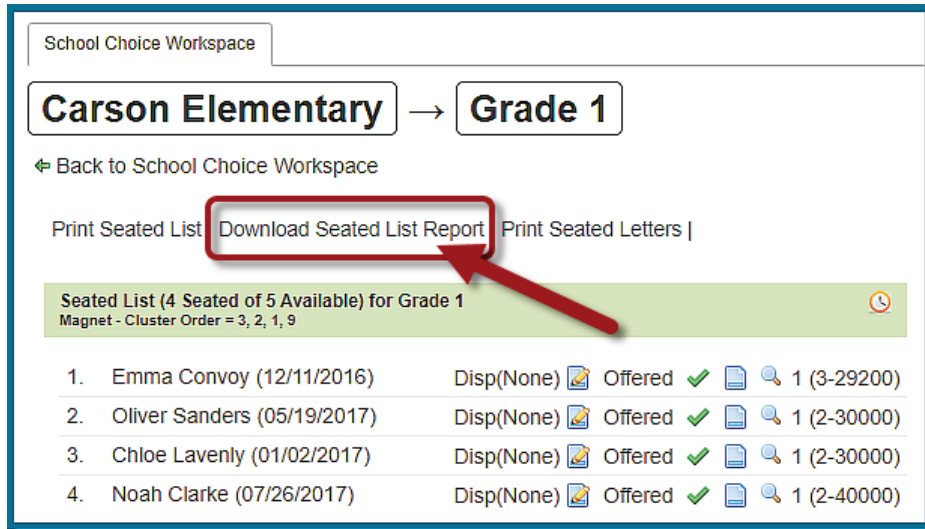 School Choice Workspace
Carson Elementary → Grade 1
Back to School Choice Workspace
Print Seated List Download Seated List Report Print Seated Letters |
Seated List (4 Seated of 5 Available) for Grade 1
Magnet - Cluster Order = 3, 2, 1, 9
1. Emma Convoy (12/11/2016) Disp(None) Offered 1 (3-29200)
2. Oliver Sanders (05/19/2017) Disp(None) Offered 1 (2-30000)
3. Chloe Lavenly (01/02/2017) Disp(None) Offered 1 (2-30000)
4. Noah Clarke (07/26/2017) Disp(None) Offered 1 (2-40000)